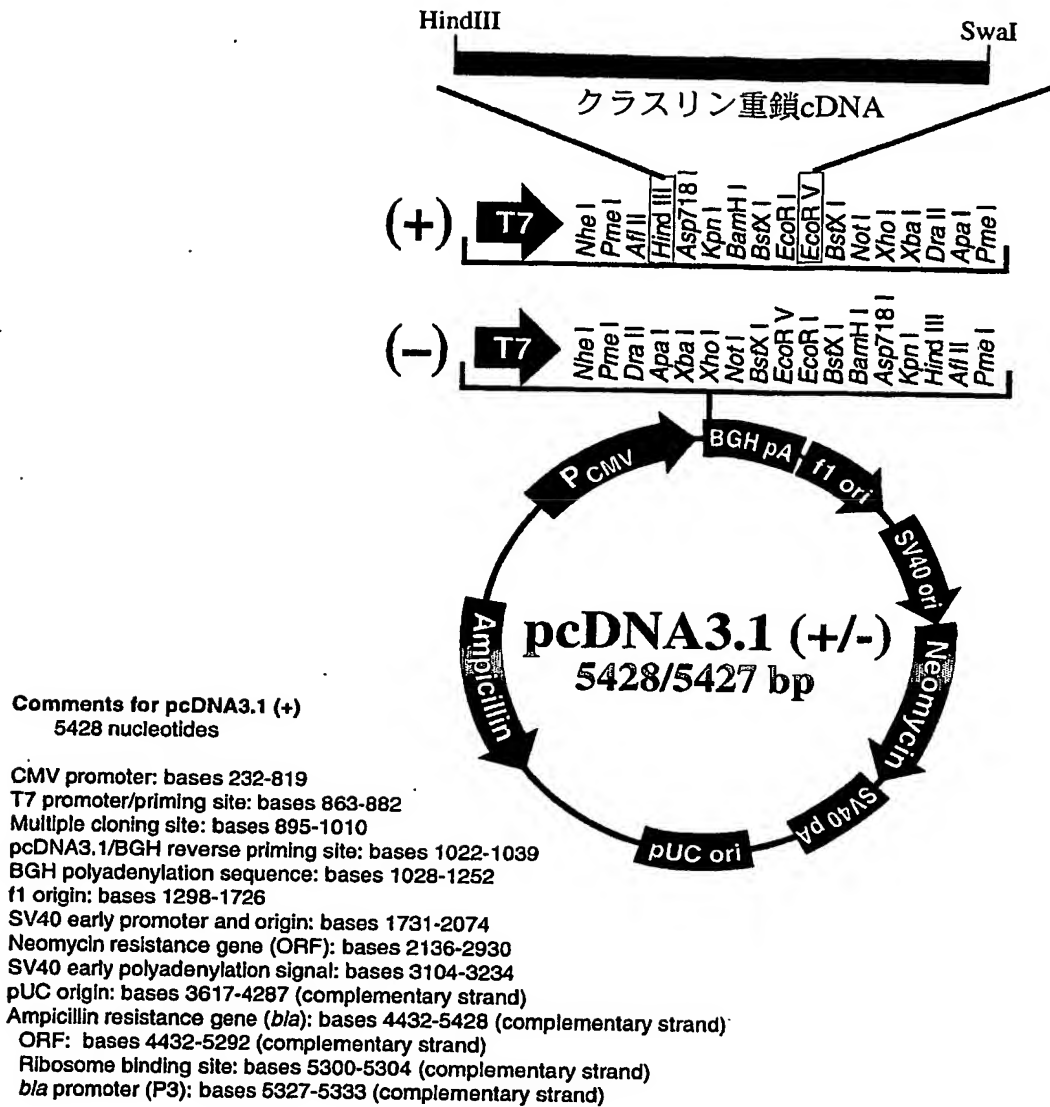 HindIII
SwaI
クラスリン重鎖cDNA
(+)
T7
Nhe I
Pme I
Afl II
Hind III
Asp718 I
Kpn I
BamH I
BstX I
EcoR I
EcoR V
BstX I
Not I
Xho I
Xba I
Dra II
Apa I
Pme I
(−)
T7
Nhe I
Pme I
Dra II
Apa I
Xba I
Xho I
Not I
BstX I
EcoR V
EcoR I
BstX I
BamH I
Asp718 I
Kpn I
Hind III
Afl II
Pme I
P CMV
BGH pA
f1 ori
SV40 ori
Neomycin
SV40 pA
pUC ori
Ampicillin
pcDNA3.1 (+/-)
5428/5427 bp
Comments for pcDNA3.1 (+)
5428 nucleotides
CMV promoter: bases 232-819
T7 promoter/priming site: bases 863-882
Multiple cloning site: bases 895-1010
pcDNA3.1/BGH reverse priming site: bases 1022-1039
BGH polyadenylation sequence: bases 1028-1252
f1 origin: bases 1298-1726
SV40 early promoter and origin: bases 1731-2074
Neomycin resistance gene (ORF): bases 2136-2930
SV40 early polyadenylation signal: bases 3104-3234
pUC origin: bases 3617-4287 (complementary strand)
Ampicillin resistance gene (bla): bases 4432-5428 (complementary strand)
ORF: bases 4432-5292 (complementary strand)
Ribosome binding site: bases 5300-5304 (complementary strand)
bla promoter (P3): bases 5327-5333 (complementary strand)